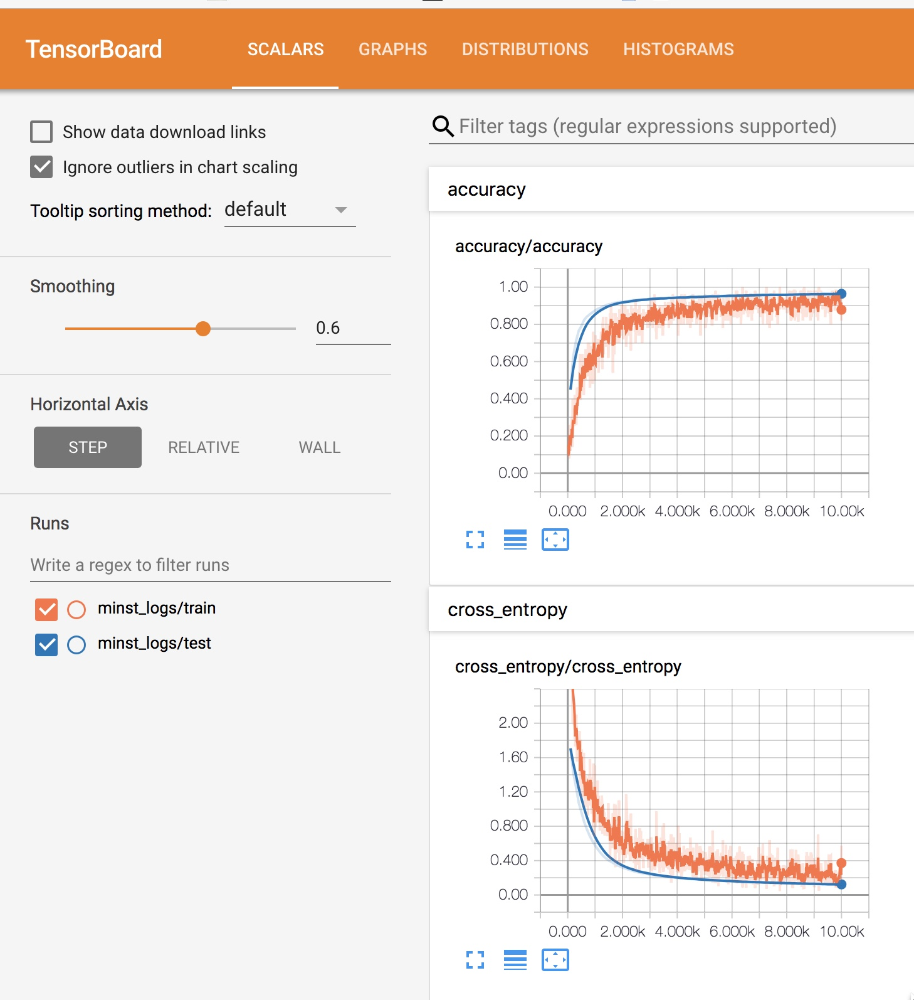 TensorBoard SCALARS GRAPHS DISTRIBUTIONS HISTOGRAMS
Show data download links
Ignore outliers in chart scaling
Tooltip sorting method: default
Smoothing
0.6
Horizontal Axis
STEP RELATIVE WALL
Runs
Write a regex to filter runs
minst_logs/train
minst_logs/test
Filter tags (regular expressions supported)
accuracy
accuracy/accuracy
1.00
0.800
0.600
0.400
0.200
0.00
0.000 2.000k 4.000k 6.000k 8.000k 10.00k
cross_entropy
cross_entropy/cross_entropy
2.00
1.60
1.20
0.800
0.400
0.00
0.000 2.000k 4.000k 6.000k 8.000k 10.00k